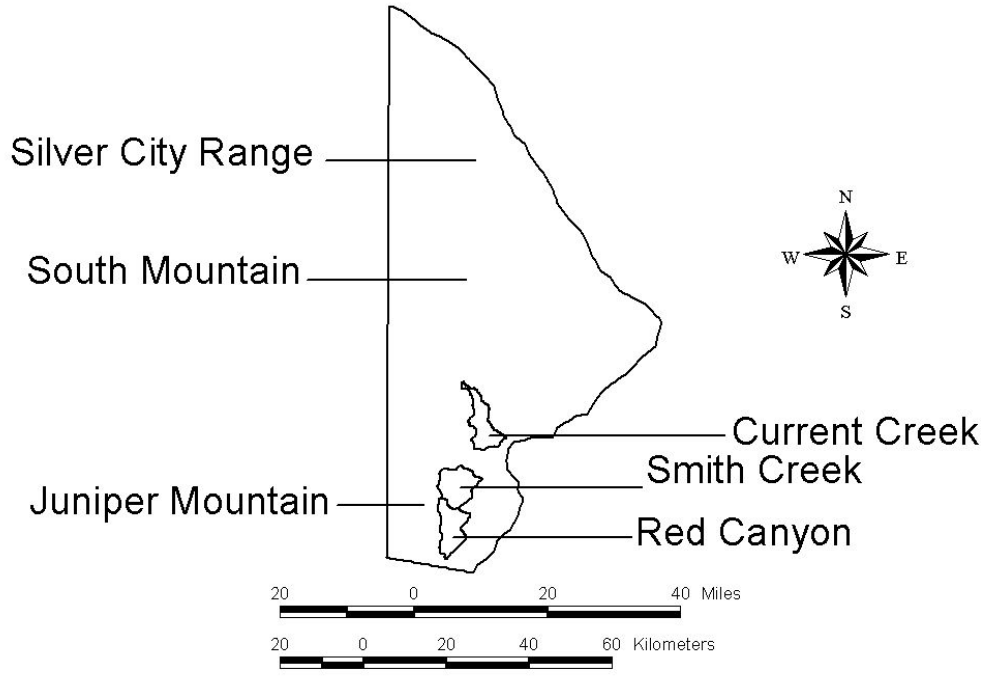 Silver City Range
N
W
E
S
South Mountain
Current Creek
Smith Creek
Juniper Mountain
Red Canyon
20 0 20 40 Miles
20 0 20 40 60 Kilometers